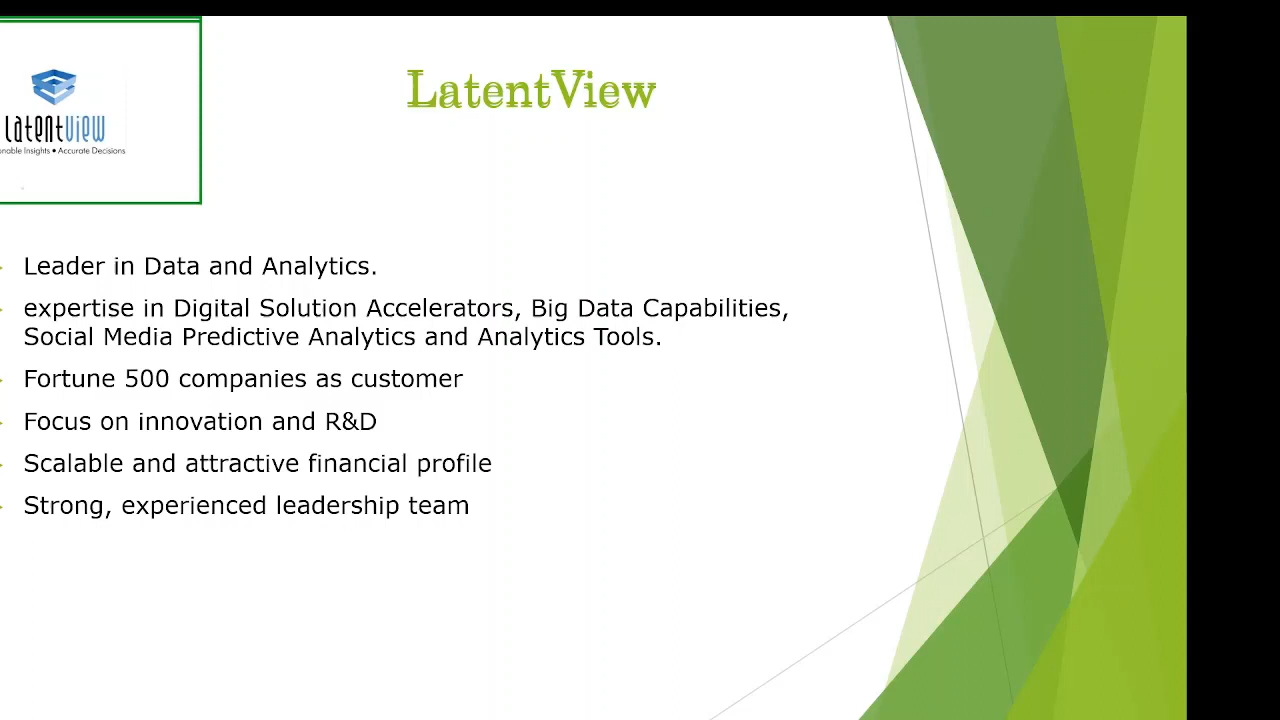 LatentView
latentview
Insights • Accurate Decisions
Leader in Data and Analytics.
expertise in Digital Solution Accelerators, Big Data Capabilities,
Social Media Predictive Analytics and Analytics Tools.
Fortune 500 companies as customer
Focus on innovation and R&D
Scalable and attractive financial profile
Strong, experienced leadership team